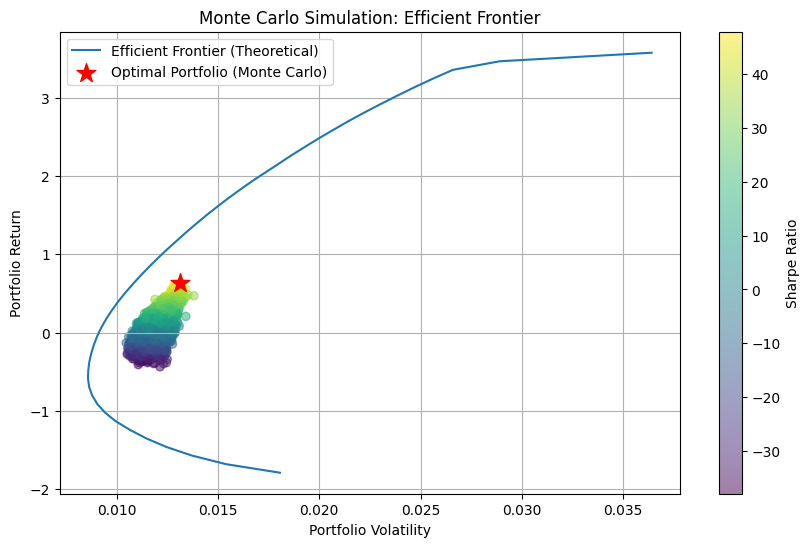 Monte Carlo Simulation: Efficient Frontier
Efficient Frontier (Theoretical)
Optimal Portfolio (Monte Carlo)
Portfolio Return
3
2
1
0
−1
−2
0.010 0.015 0.020 0.025 0.030 0.035
Portfolio Volatility
40
30
20
10
0
−10
−20
−30
Sharpe Ratio